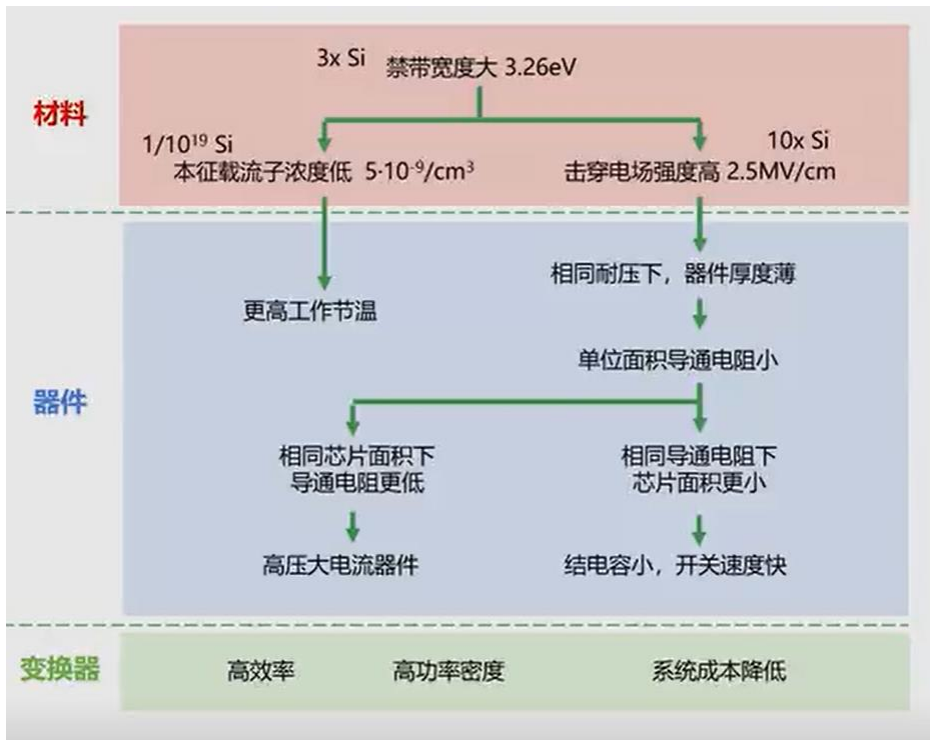 材料
3x Si
禁带宽度大 3.26eV
1/10¹⁹ Si
本征载流子浓度低 5·10⁻⁹/cm³
10x Si
击穿电场强度高 2.5MV/cm
器件
相同耐压下，器件厚度薄
更高工作节温
单位面积导通电阻小
相同芯片面积下
导通电阻更低
相同导通电阻下
芯片面积更小
高压大电流器件
结电容小，开关速度快
变换器
高效率
高功率密度
系统成本降低